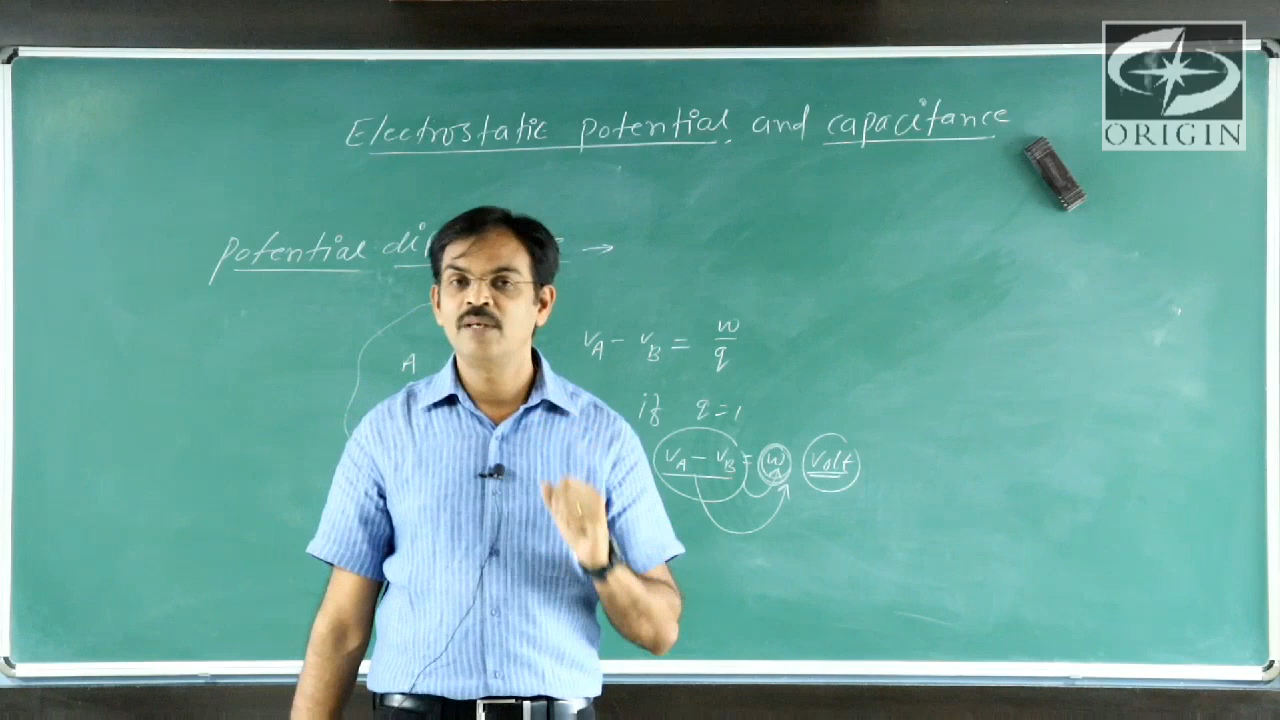 ORIGIN
Electrostatic potential and capacitance
potential di →
A
VA - VB = w/q
if q = 1
VA - VB = w volt